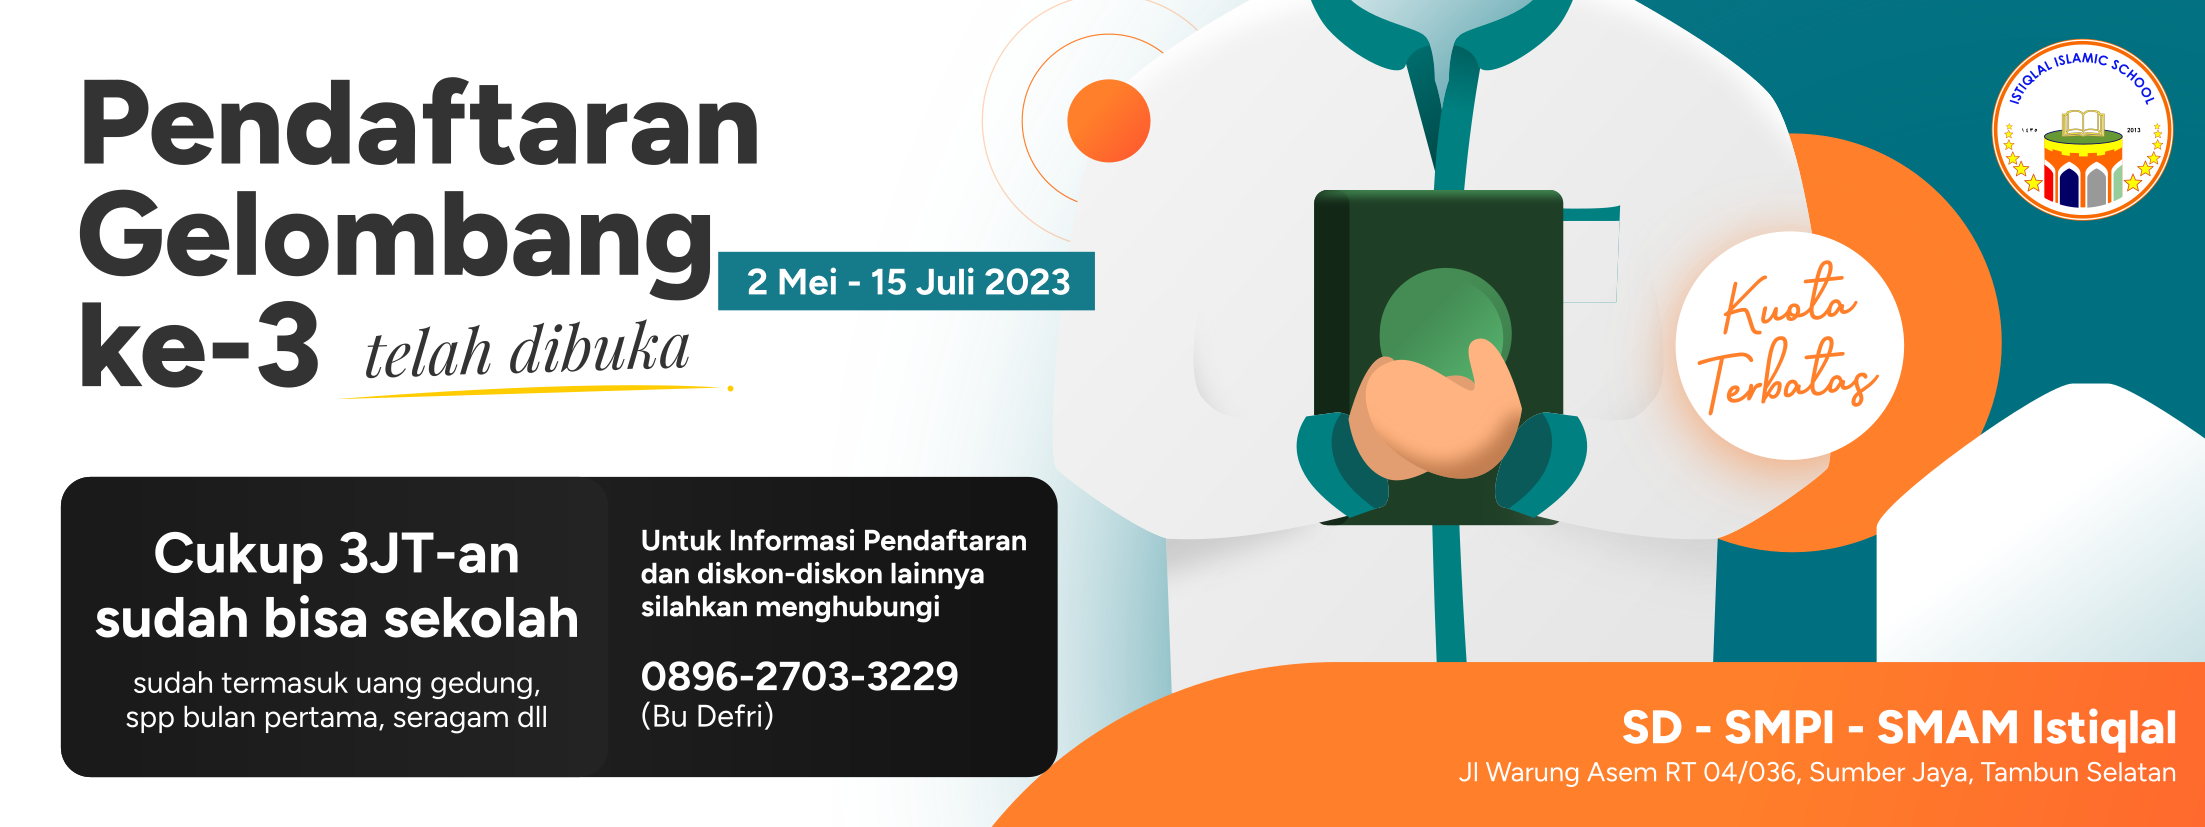 Pendaftaran
Gelombang
2 Mei - 15 Juli 2023
ke-3 telah dibuka
Cukup 3JT-an
sudah bisa sekolah
sudah termasuk uang gedung,
spp bulan pertama, seragam dll
Untuk Informasi Pendaftaran
dan diskon-diskon lainnya
silahkan menghubungi
0896-2703-3229
(Bu Defri)
Kuota
Terbatas
ISTIQLAL ISLAMIC SCHOOL
١٤٣٥
2013
SD - SMPI - SMAM Istiqlal
Jl Warung Asem RT 04/036, Sumber Jaya, Tambun Selatan